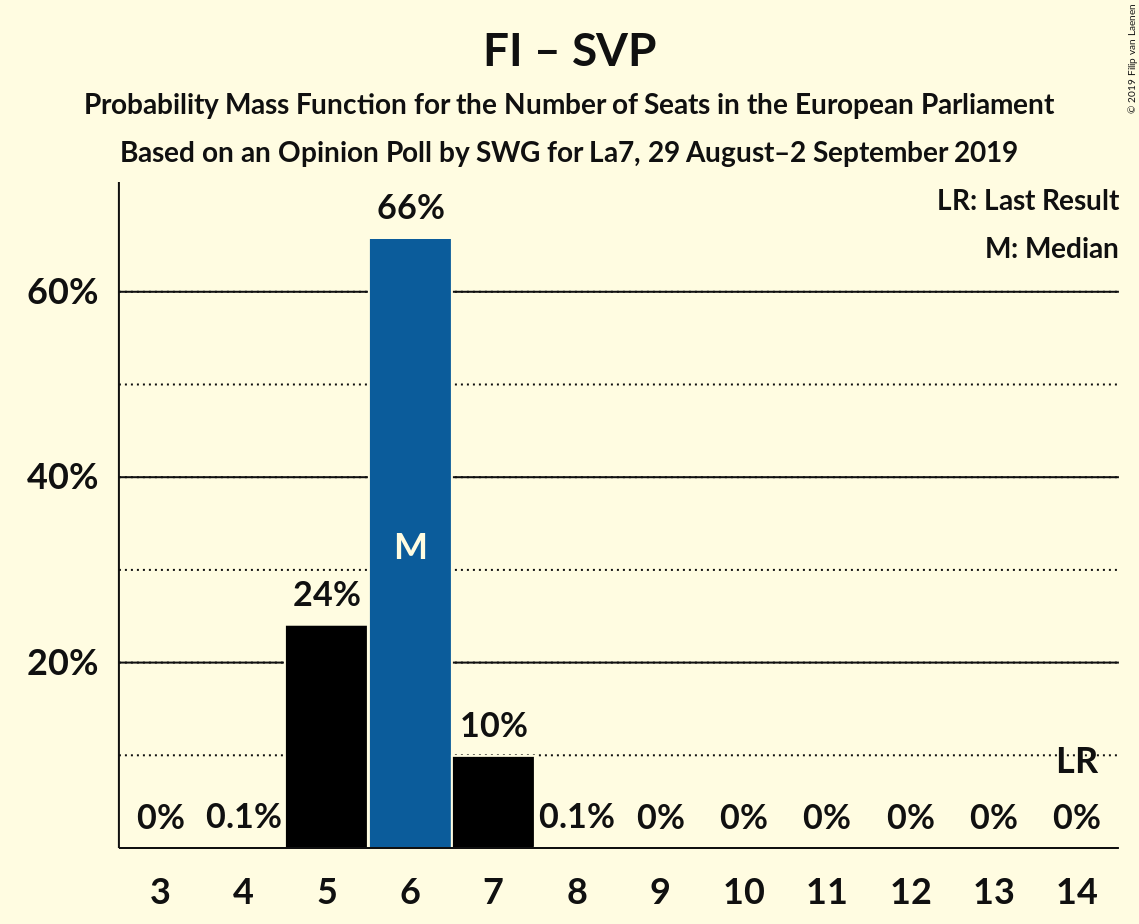 FI – SVP
Probability Mass Function for the Number of Seats in the European Parliament
Based on an Opinion Poll by SWG for La7, 29 August–2 September 2019
© 2019 Filip van Laenen
LR: Last Result
M: Median
60%
40%
20%
66%
M
24%
10%
LR
0% 0.1% 0.1% 0% 0% 0% 0% 0% 0%
3 4 5 6 7 8 9 10 11 12 13 14